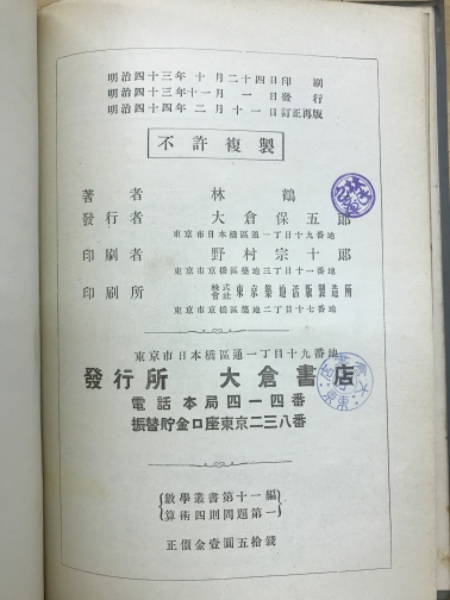 明治四十三年十月二十四日印刷
明治四十三年十一月一日發行
明治四十四年二月十一日訂正再版
不許複製
著者 林鶴一
發行者 大倉保五郎
東京市日本橋區通一丁目十九番地
印刷者 野村宗十郎
東京市京橋區築地三丁目十一番地
印刷所 株式會社 東京築地活版製造所
東京市京橋區築地二丁目十七番地
東京市日本橋區通一丁目十九番地
發行所 大倉書店
電話本局四一四番
振替貯金口座東京二三八番
數學叢書第十一編
算術四則問題第一
正價金壹圓五拾錢